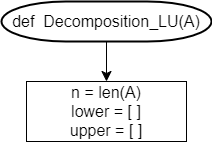 def Decomposition_LU(A)
n = len(A)
lower = [ ]
upper = [ ]